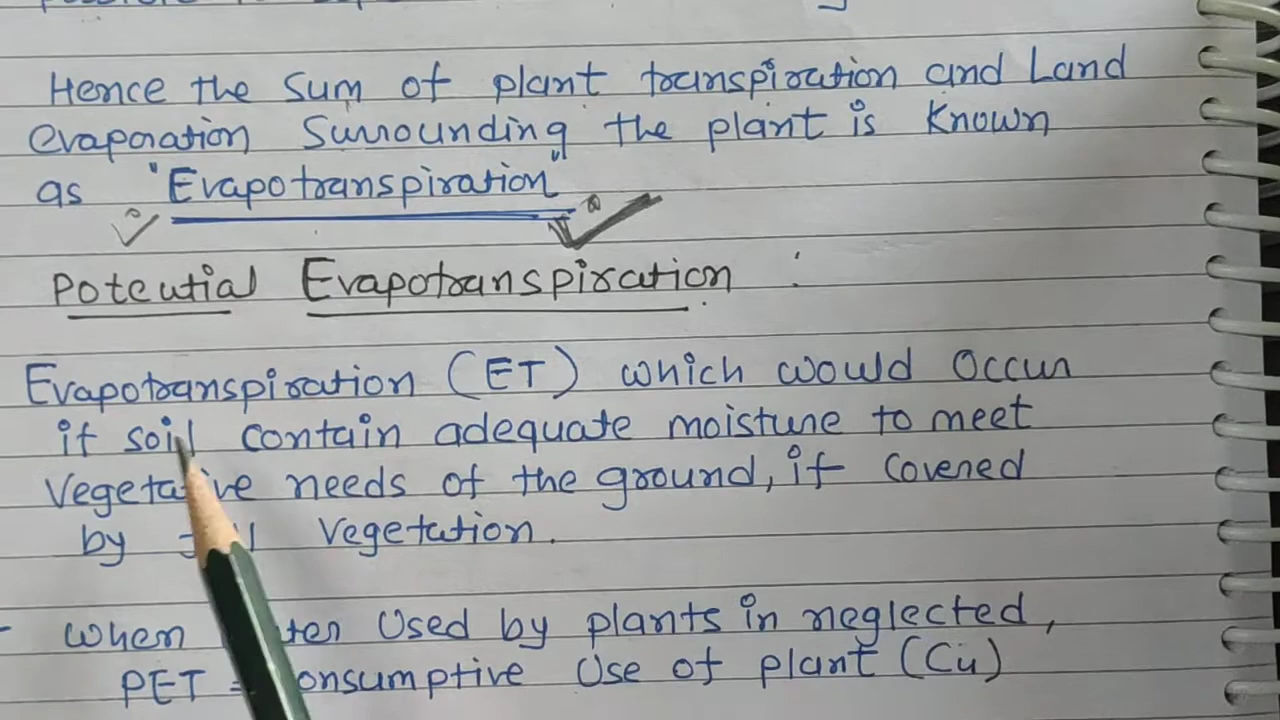 Hence the Sum of plant transpiration and Land
evaporation Surrounding the plant is Known
as "Evapotranspiration"
Potential Evapotranspiration :
Evapotranspiration (ET) which would Occur
if soil contain adequate moisture to meet
Vegetative needs of the ground, if Covered
by Vegetation.
- When Used by plants in neglected,
PET = Consumptive Use of plant (Cu)